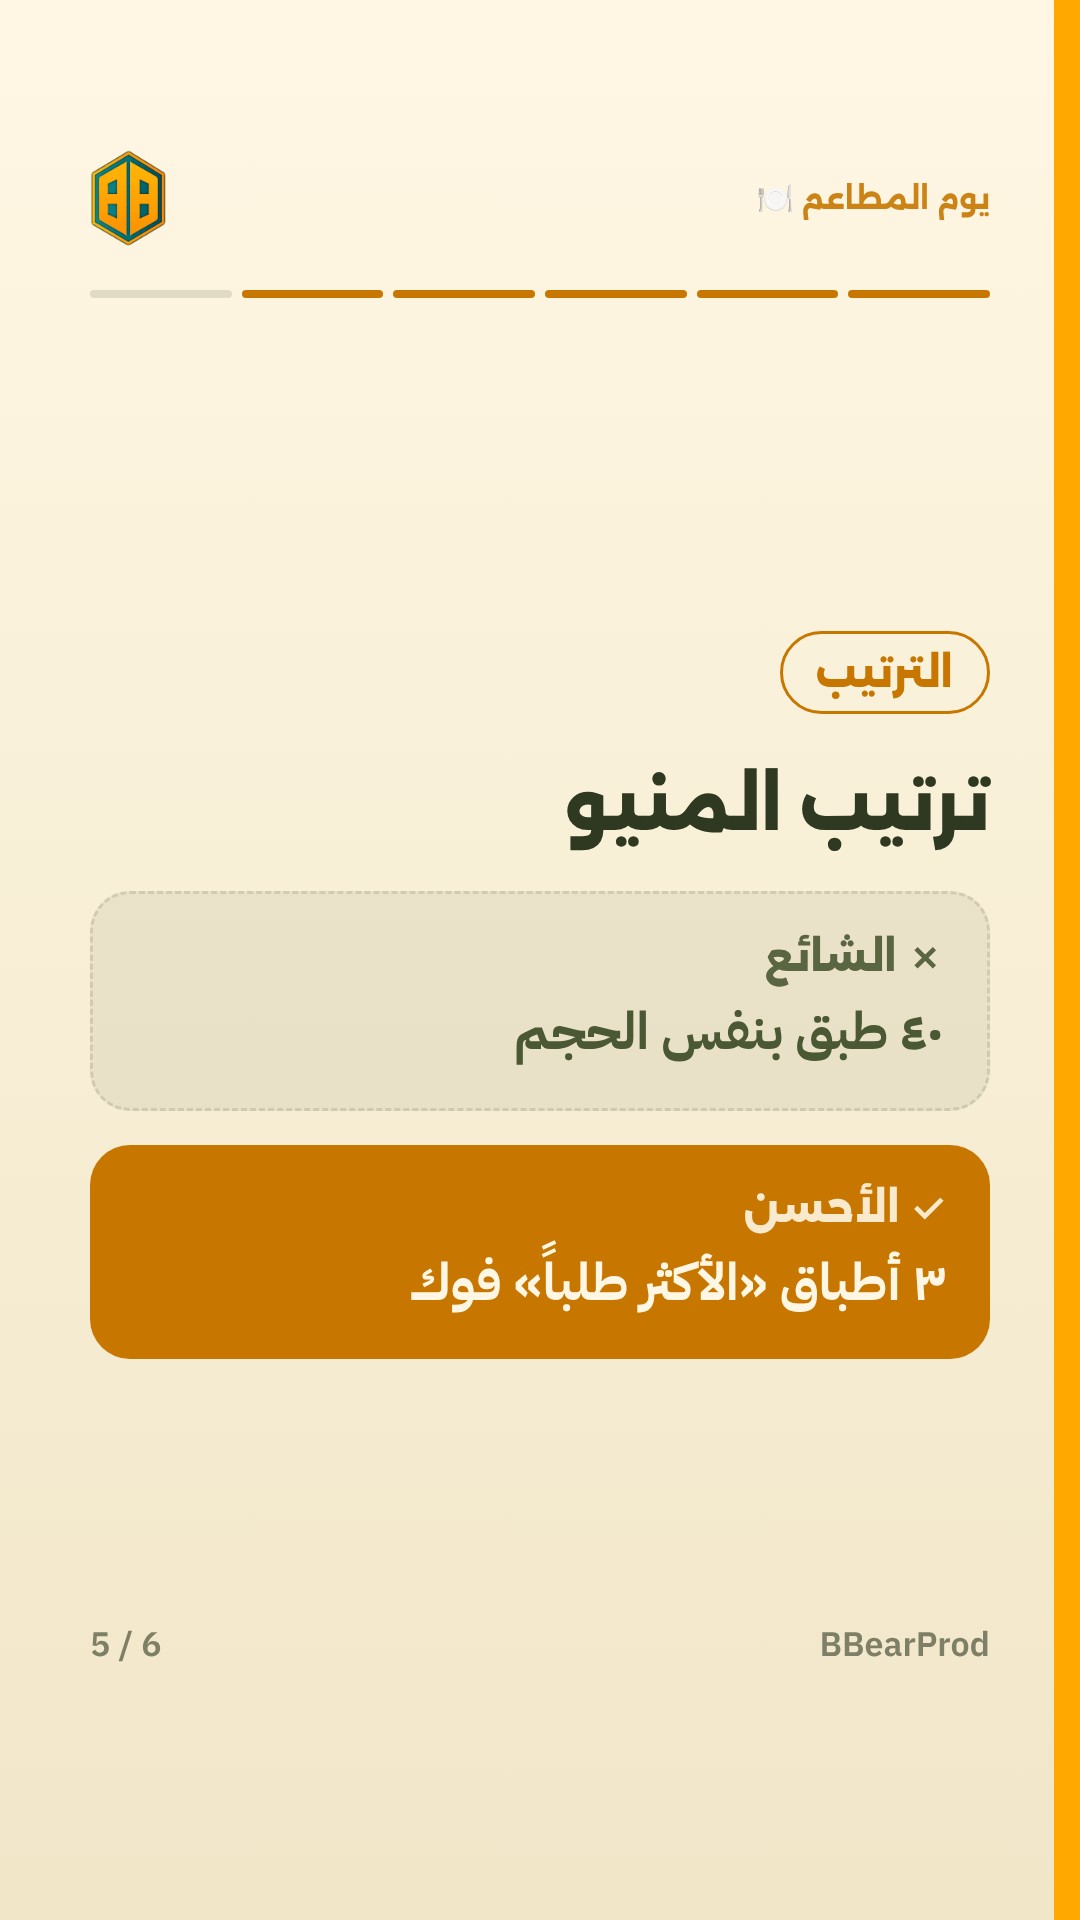 يوم المطاعم 🍽️
الترتيب
ترتيب المنيو
× الشائع
٤٠ طبق بنفس الحجم
✓ الأحسن
٣ أطباق «الأكثر طلباً» فوك
BBearProd
5 / 6